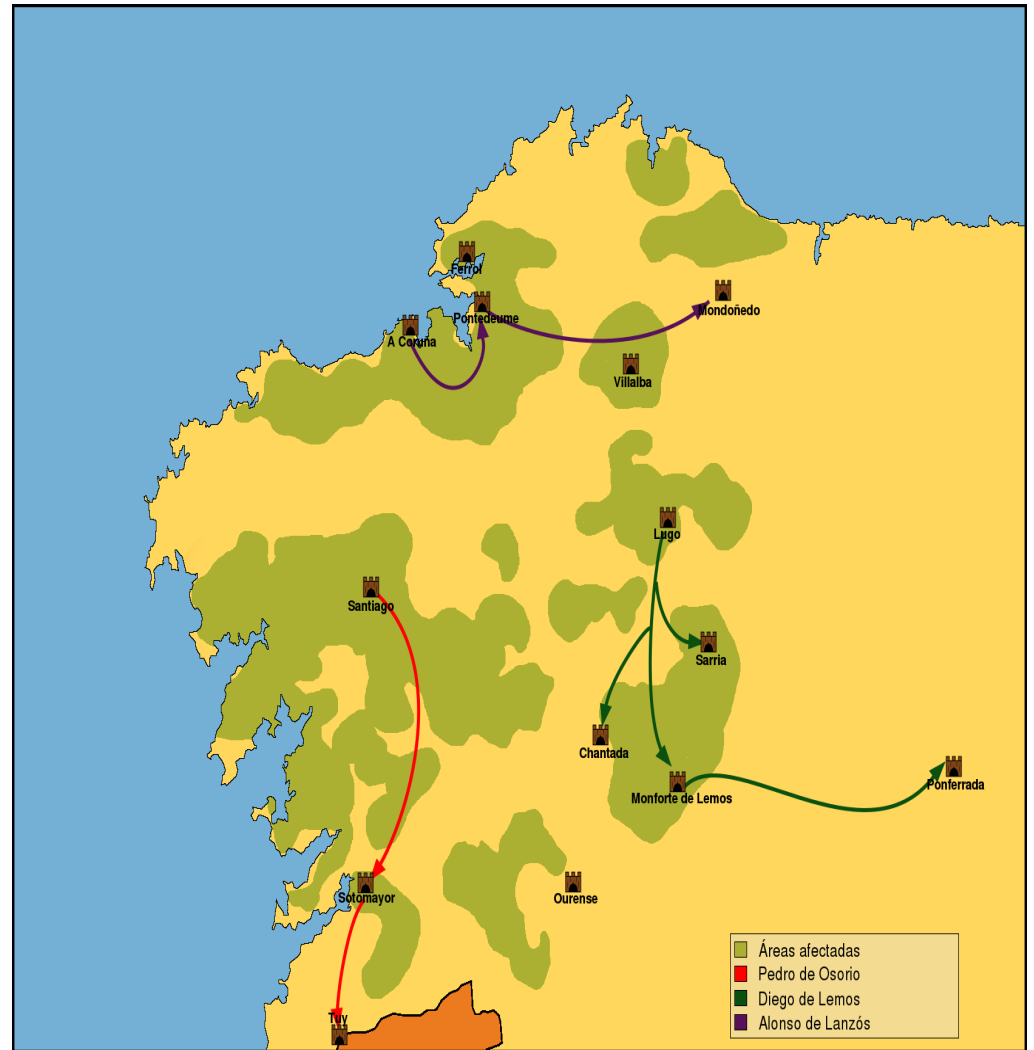 Ferrol
Mondoñedo
Pontedeume
A Coruña
Villalba
Lugo
Santiago
Sarria
Chantada
Ponferrada
Monforte de Lemos
Sotomayor
Ourense
Tuy
Áreas afectadas
Pedro de Osorio
Diego de Lemos
Alonso de Lanzós